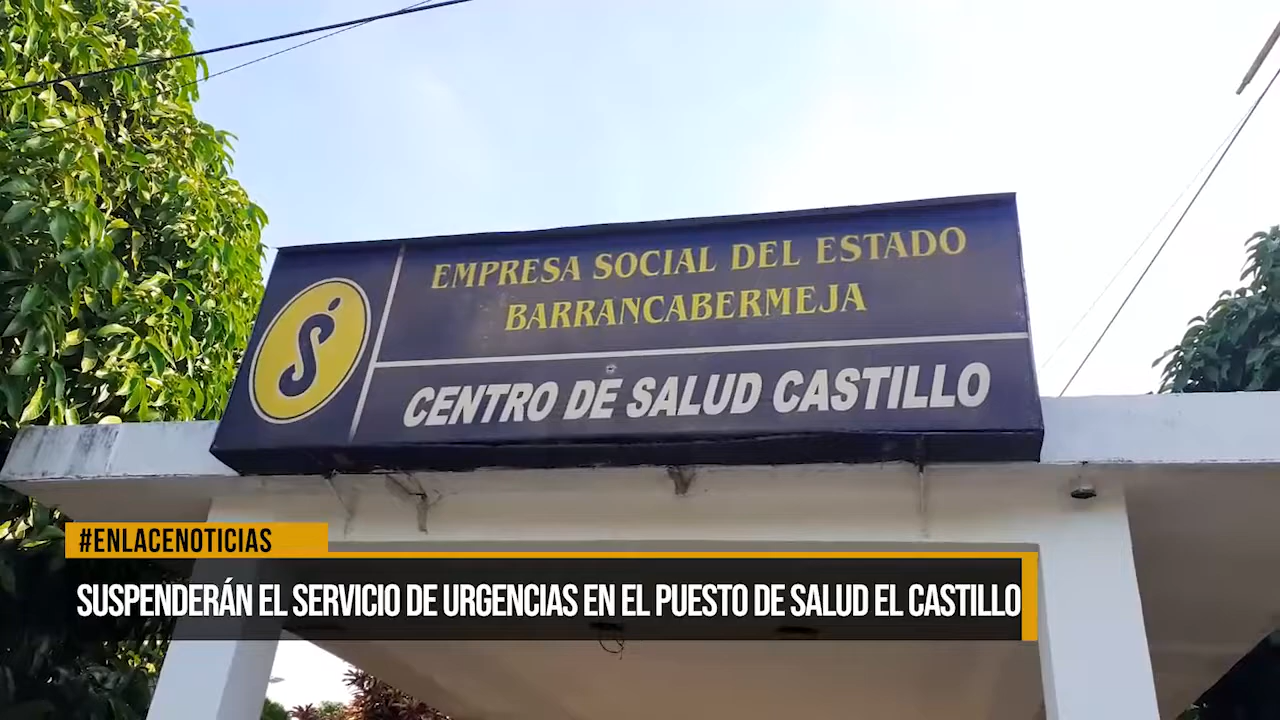 EMPRESA SOCIAL DEL ESTADO
BARRANCABERMEJA
CENTRO DE SALUD CASTILLO
#ENLACENOTICIAS
SUSPENDERÁN EL SERVICIO DE URGENCIAS EN EL PUESTO DE SALUD EL CASTILLO